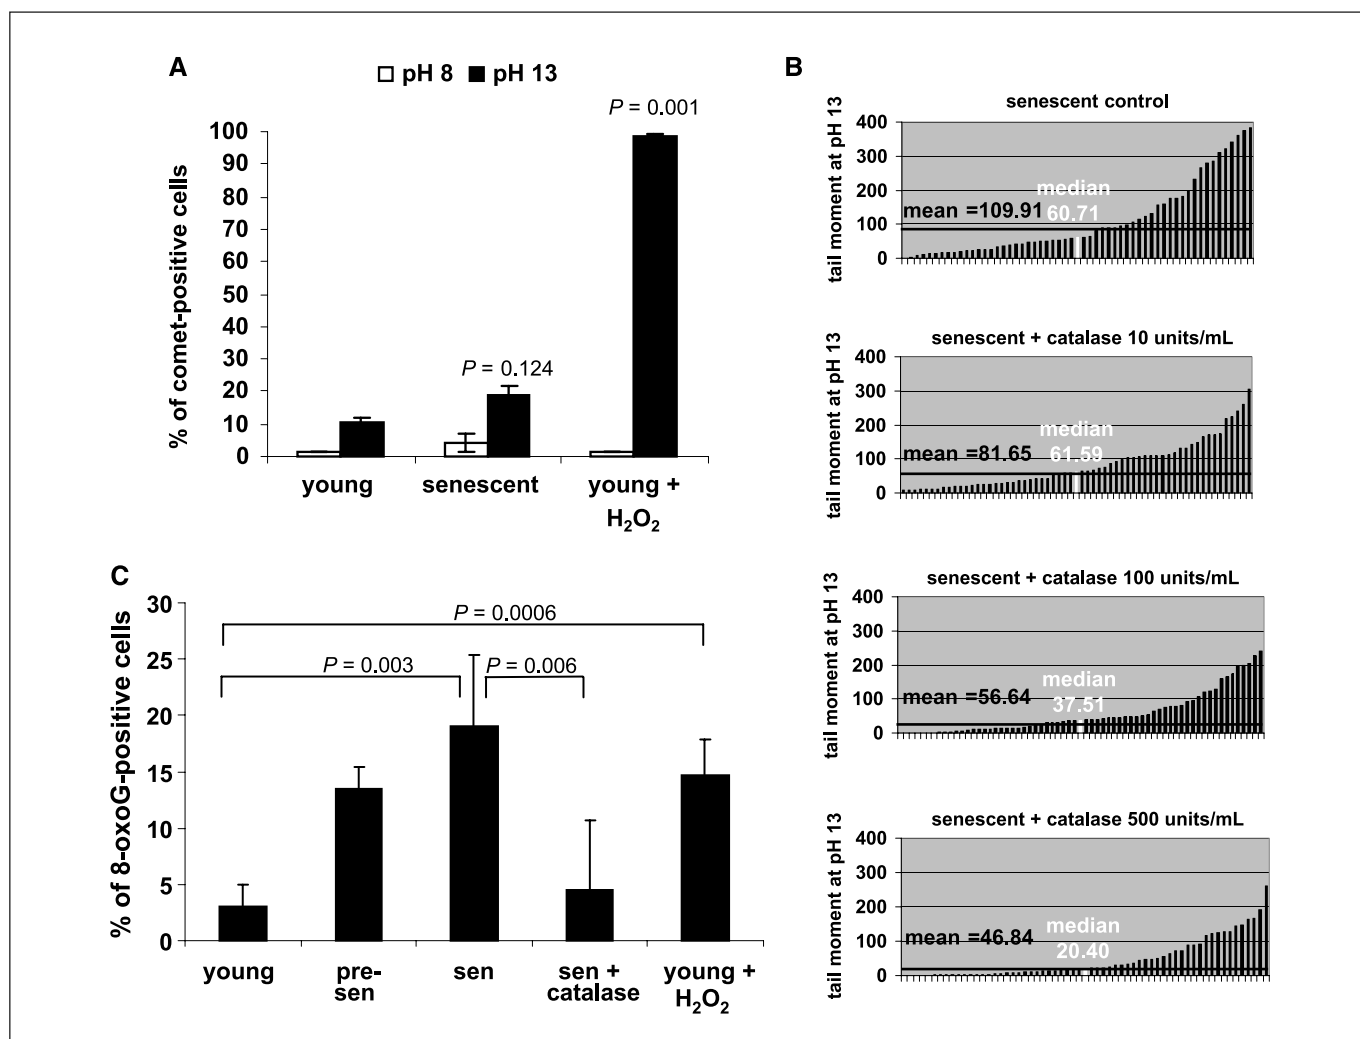 A
pH 8 pH 13
P = 0.001
% of comet-positive cells
100
90
80
70
60
50
40
30
20
10
0
P = 0.124
young senescent young +
H₂O₂
B
senescent control
tail moment at pH 13
400
300
200
100
0
median
mean =109.91 60.71
senescent + catalase 10 units/mL
tail moment at pH 13
400
300
200
100
0
median
mean =81.65 61.59
senescent + catalase 100 units/mL
tail moment at pH 13
400
300
200
100
0
median
mean =56.64 37.51
senescent + catalase 500 units/mL
tail moment at pH 13
400
300
200
100
0
median
mean =46.84 20.40
C
% of 8-oxoG-positive cells
30
25
20
15
10
5
0
P = 0.0006
P = 0.003 P = 0.006
young pre- sen sen + young +
sen catalase H₂O₂